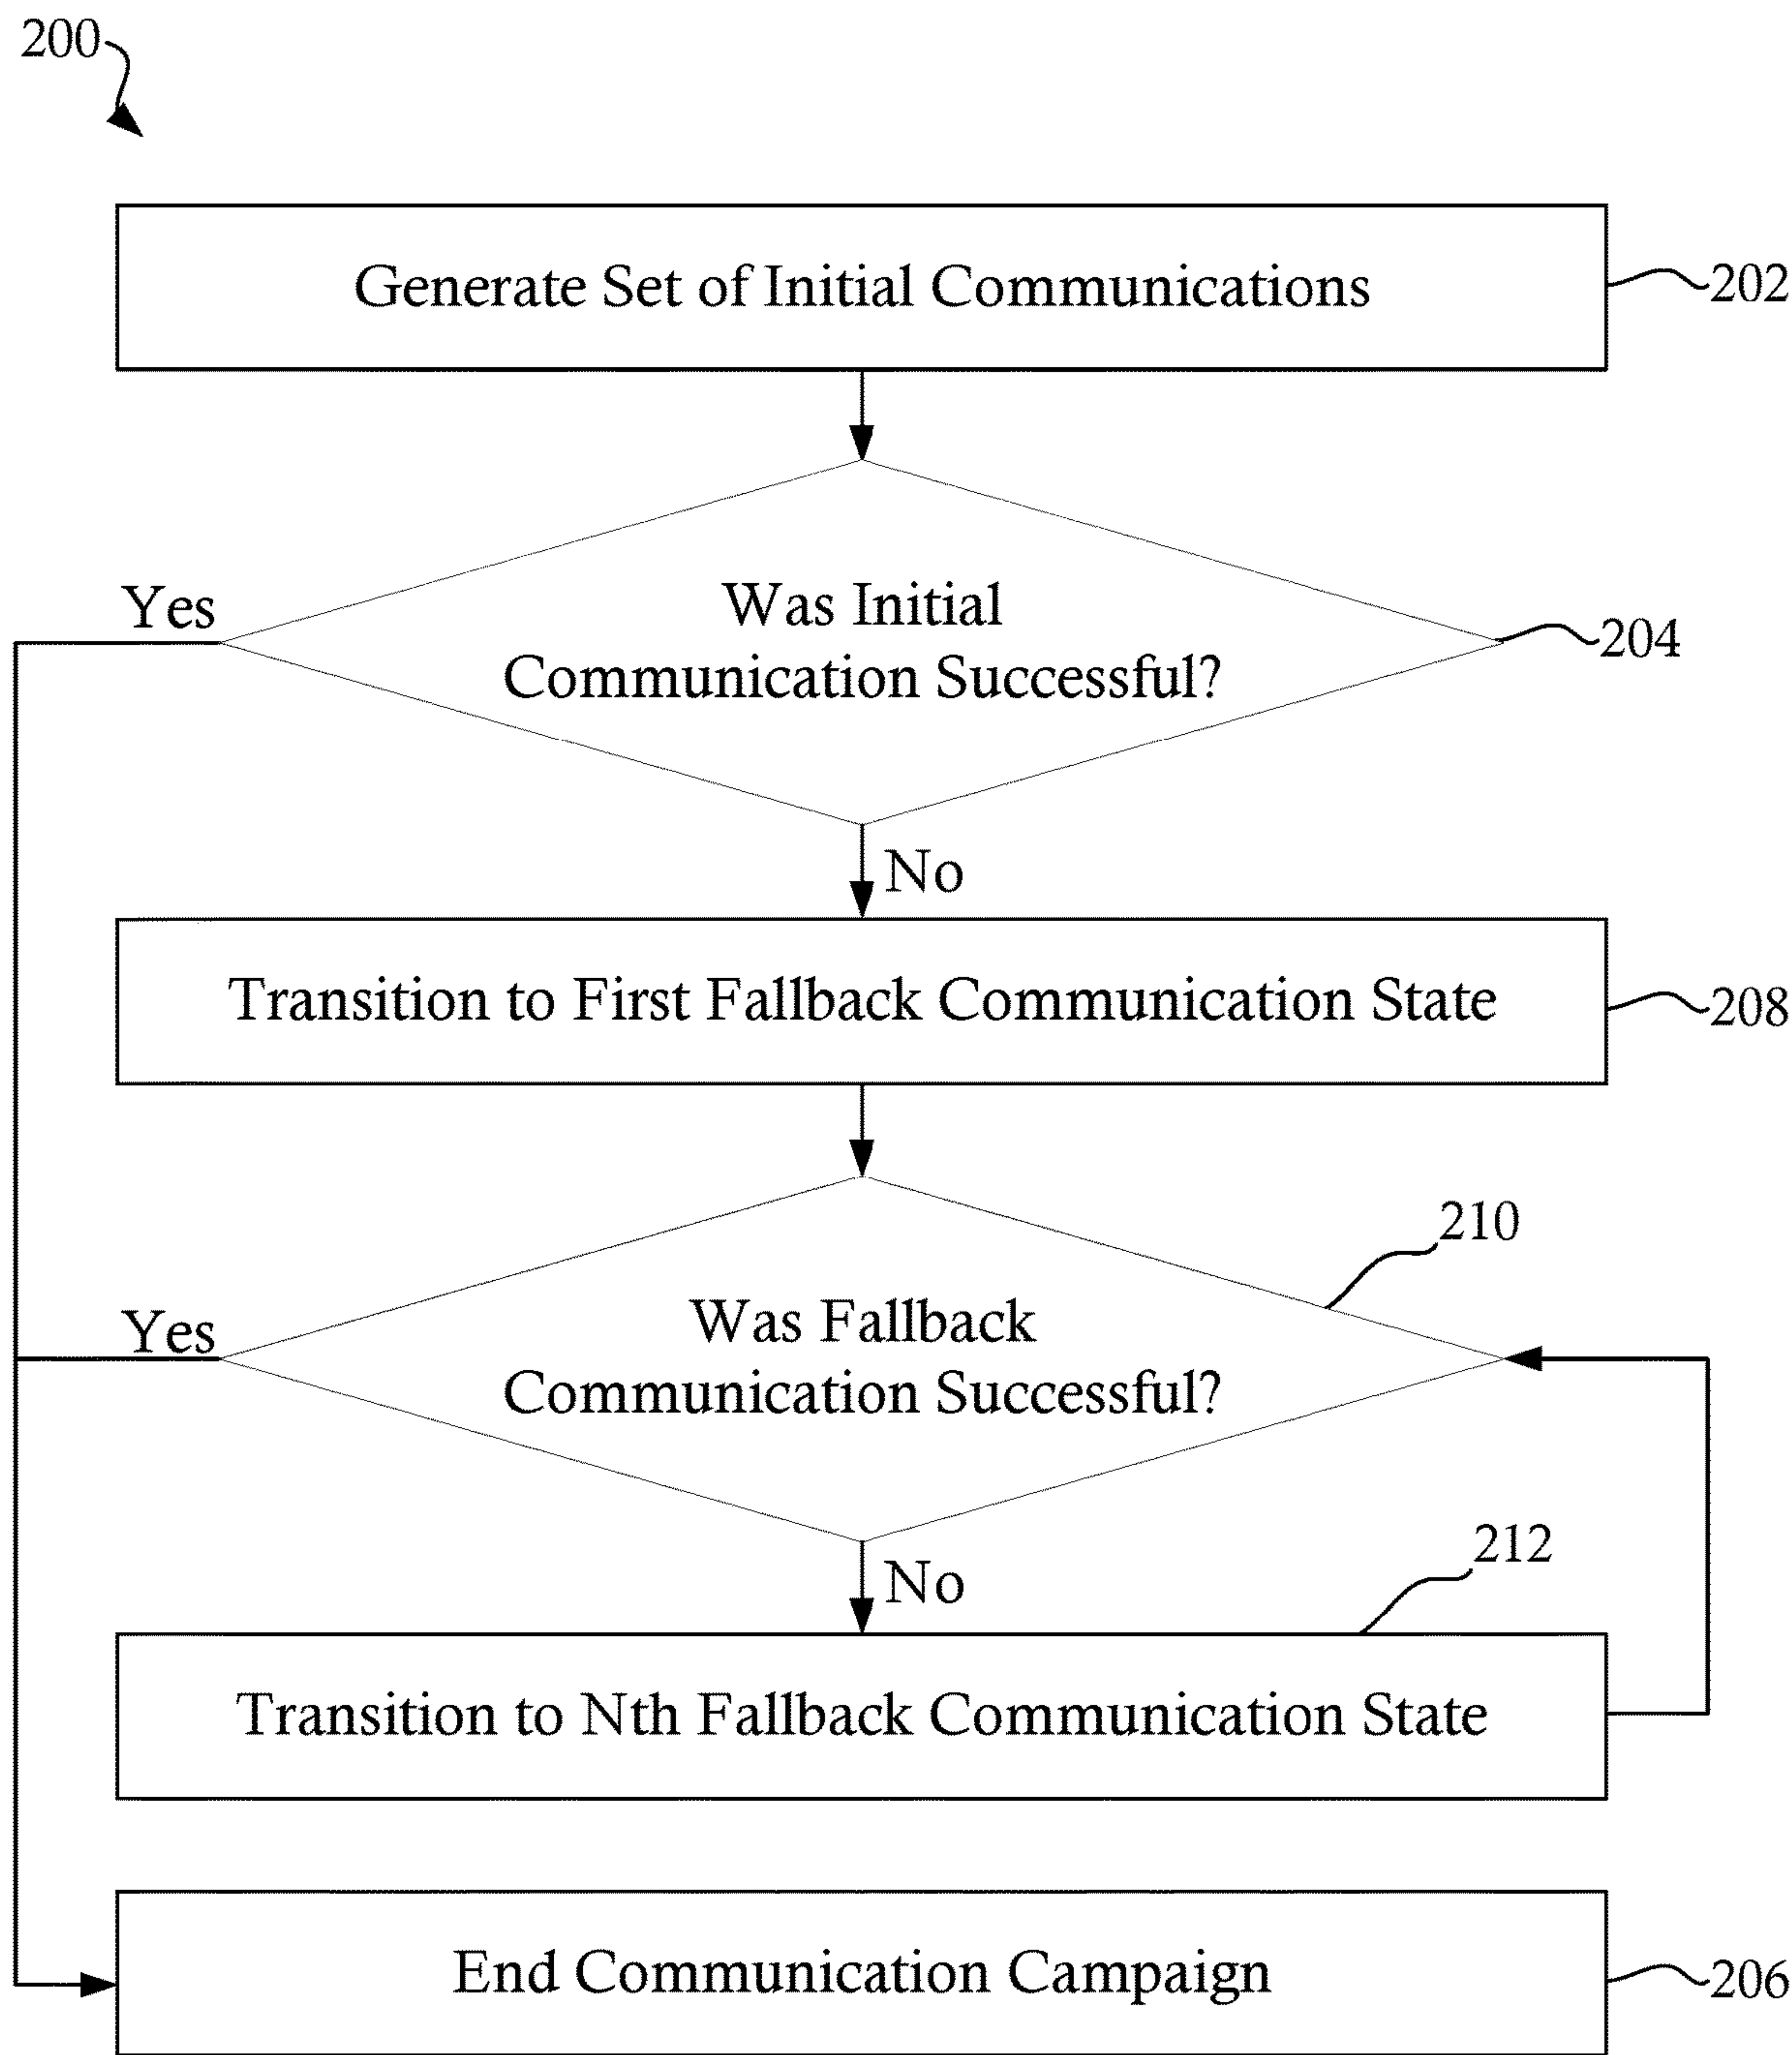 200
Generate Set of Initial Communications
202
Yes
Was Initial
Communication Successful?
204
No
Transition to First Fallback Communication State
208
210
Yes
Was Fallback
Communication Successful?
No
212
Transition to Nth Fallback Communication State
End Communication Campaign
206